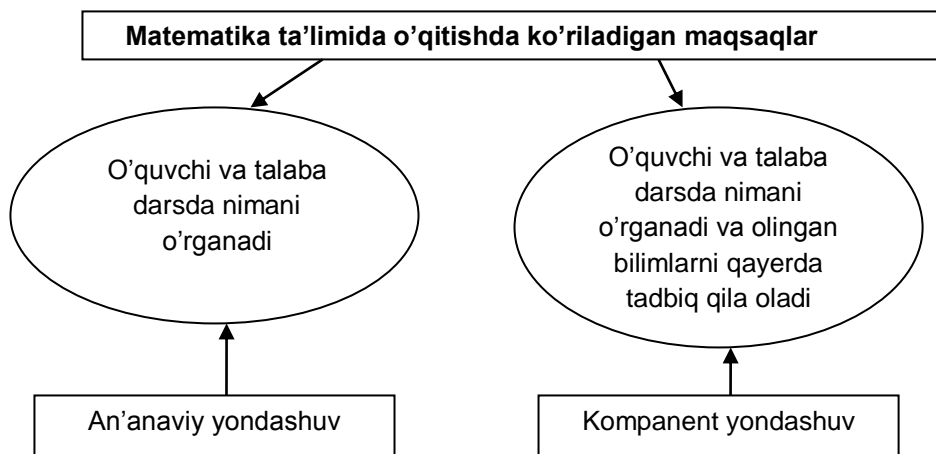 Matematika ta’limida o’qitishda ko’riladigan maqsaqlar
O’quvchi va talaba
darsda nimani
o’rganadi
O’quvchi va talaba
darsda nimani
o’rganadi va olingan
bilimlarni qayerda
tadbiq qila oladi
An’anaviy yondashuv
Kompanent yondashuv